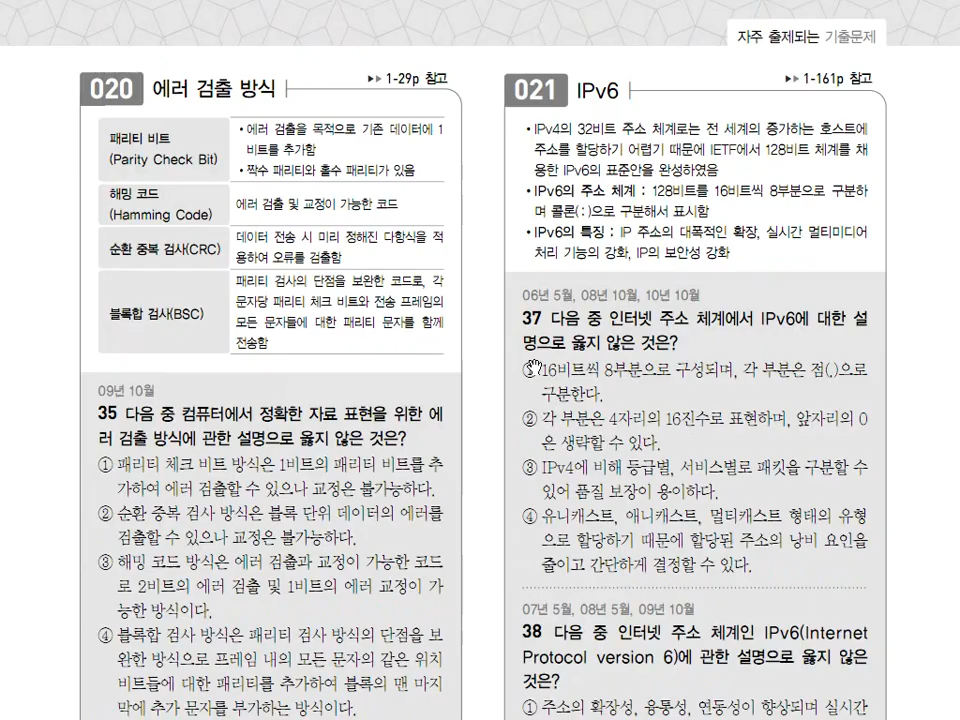 자주 출제되는 기출문제
020 에러 검출 방식
▶▶ 1-29p 참고
패리티 비트
(Parity Check Bit)
• 에러 검출을 목적으로 기존 데이터에 1
비트를 추가함
• 짝수 패리티와 홀수 패리티가 있음
해밍 코드
(Hamming Code)
에러 검출 및 교정이 가능한 코드
순환 중복 검사(CRC)
데이터 전송 시 미리 정해진 다항식을 적
용하여 오류를 검출함
블록합 검사(BSC)
패리티 검사의 단점을 보완한 코드로, 각
문자당 패리티 체크 비트와 전송 프레임의
모든 문자들에 대한 패리티 문자를 함께
전송함
09년 10월
35 다음 중 컴퓨터에서 정확한 자료 표현을 위한 에
러 검출 방식에 관한 설명으로 옳지 않은 것은?
① 패리티 체크 비트 방식은 1비트의 패리티 비트를 추
가하여 에러 검출할 수 있으나 교정은 불가능하다.
② 순환 중복 검사 방식은 블록 단위 데이터의 에러를
검출할 수 있으나 교정은 불가능하다.
③ 해밍 코드 방식은 에러 검출과 교정이 가능한 코드
로 2비트의 에러 검출 및 1비트의 에러 교정이 가
능한 방식이다.
④ 블록합 검사 방식은 패리티 검사 방식의 단점을 보
완한 방식으로 프레임 내의 모든 문자의 같은 위치
비트들에 대한 패리티를 추가하여 블록의 맨 마지
막에 추가 문자를 부가하는 방식이다.
021 IPv6
▶▶ 1-161p 참고
• IPv4의 32비트 주소 체계로는 전 세계의 증가하는 호스트에
주소를 할당하기 어렵기 때문에 IETF에서 128비트 체계를 채
용한 IPv6의 표준안을 완성하였음
• IPv6의 주소 체계 : 128비트를 16비트씩 8부분으로 구분하
며 콜론(:)으로 구분해서 표시함
• IPv6의 특징 : IP 주소의 대폭적인 확장, 실시간 멀티미디어
처리 기능의 강화, IP의 보안성 강화
06년 5월, 08년 10월, 10년 10월
37 다음 중 인터넷 주소 체계에서 IPv6에 대한 설
명으로 옳지 않은 것은?
① 16비트씩 8부분으로 구성되며, 각 부분은 점(.)으로
구분한다.
② 각 부분은 4자리의 16진수로 표현하며, 앞자리의 0
은 생략할 수 있다.
③ IPv4에 비해 등급별, 서비스별로 패킷을 구분할 수
있어 품질 보장이 용이하다.
④ 유니캐스트, 애니캐스트, 멀티캐스트 형태의 유형
으로 할당하기 때문에 할당된 주소의 낭비 요인을
줄이고 간단하게 결정할 수 있다.
07년 5월, 08년 5월, 09년 10월
38 다음 중 인터넷 주소 체계인 IPv6(Internet
Protocol version 6)에 관한 설명으로 옳지 않은
것은?
① 주소의 확장성, 융통성, 연동성이 향상되며 실시간